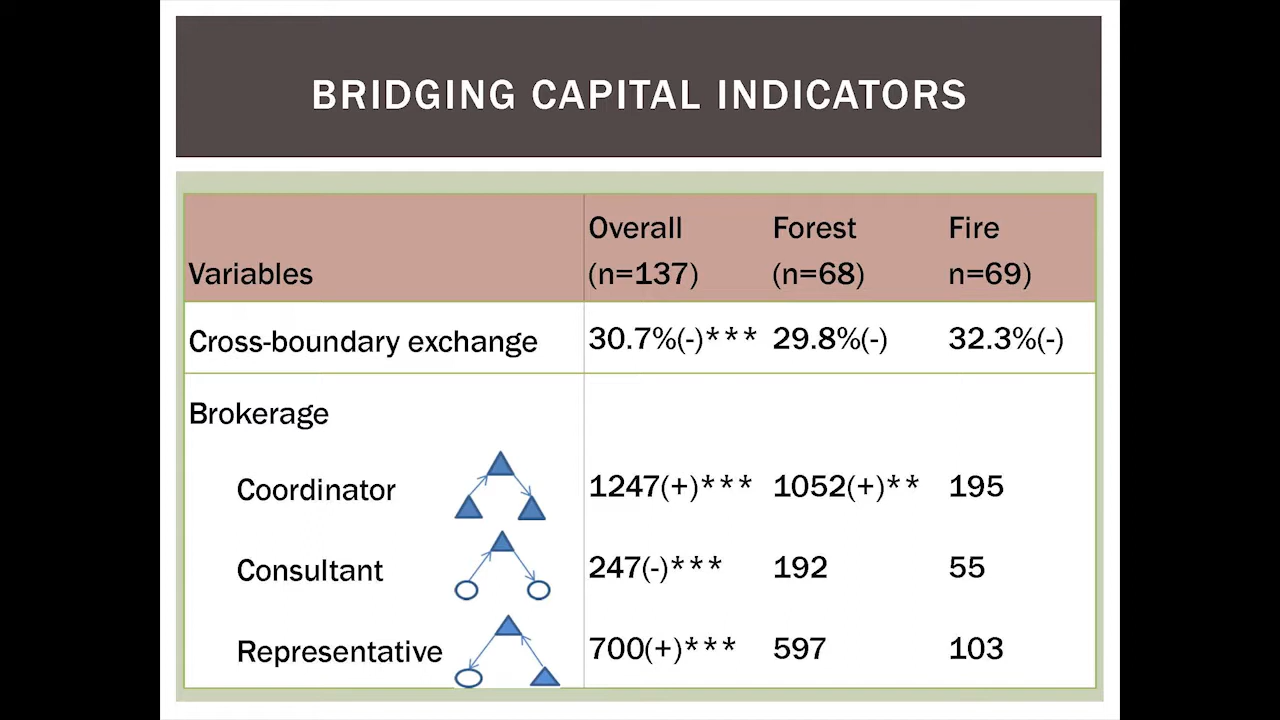 BRIDGING CAPITAL INDICATORS
Variables
Overall
(n=137)
Forest
(n=68)
Fire
n=69)
Cross-boundary exchange 30.7%(-)*** 29.8%(-) 32.3%(-)
Brokerage
Coordinator 1247(+)*** 1052(+)** 195
Consultant 247(-)*** 192 55
Representative 700(+)*** 597 103